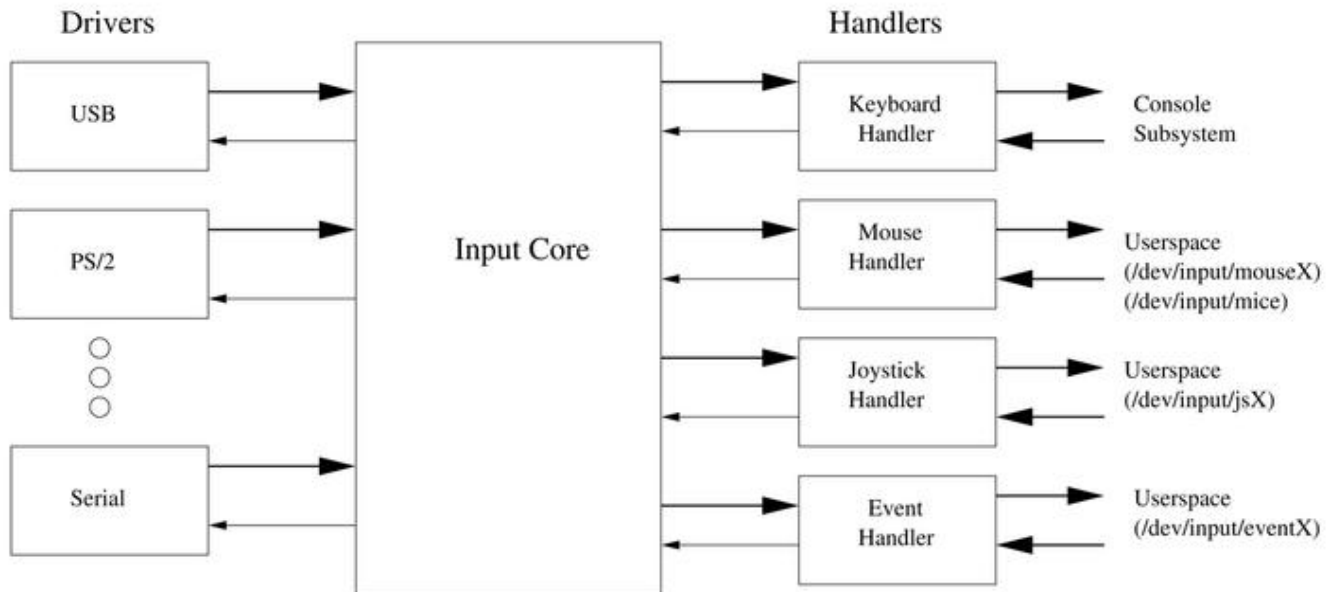 Drivers
Handlers
USB
PS/2
Serial
Input Core
Keyboard
Handler
Console
Subsystem
Mouse
Handler
Userspace
(/dev/input/mouseX)
(/dev/input/mice)
Joystick
Handler
Userspace
(/dev/input/jsX)
Event
Handler
Userspace
(/dev/input/eventX)